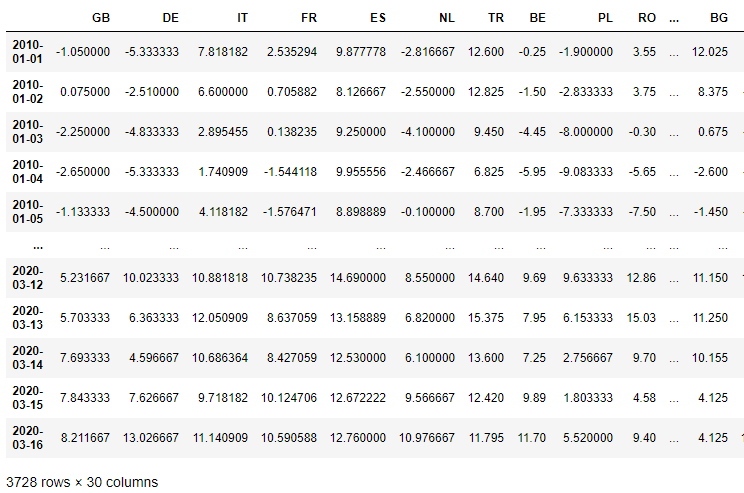 GB DE IT FR ES NL TR BE PL RO ... BG
2010-
01-01 -1.050000 -5.333333 7.818182 2.535294 9.877778 -2.816667 12.600 -0.25 -1.900000 3.55 ... 12.025
2010-
01-02 0.075000 -2.510000 6.600000 0.705882 8.126667 -2.550000 12.825 -1.50 -2.833333 3.75 ... 8.375
2010-
01-03 -2.250000 -4.833333 2.895455 0.138235 9.250000 -4.100000 9.450 -4.45 -8.000000 -0.30 ... 0.675
2010-
01-04 -2.650000 -5.333333 1.740909 -1.544118 9.955556 -2.466667 6.825 -5.95 -9.083333 -5.65 ... -2.600
2010-
01-05 -1.133333 -4.500000 4.118182 -1.576471 8.898889 -0.100000 8.700 -1.95 -7.333333 -7.50 ... -1.450
... ... ... ... ... ... ... ... ... ... ... ... ...
2020-
03-12 5.231667 10.023333 10.881818 10.738235 14.690000 8.550000 14.640 9.69 9.633333 12.86 ... 11.150
2020-
03-13 5.703333 6.363333 12.050909 8.637059 13.158889 6.820000 15.375 7.95 6.153333 15.03 ... 11.250
2020-
03-14 7.693333 4.596667 10.686364 8.427059 12.530000 6.100000 13.600 7.25 2.756667 9.70 ... 10.155
2020-
03-15 7.843333 7.626667 9.718182 10.124706 12.672222 9.566667 12.420 9.89 1.803333 4.58 ... 4.125
2020-
03-16 8.211667 13.026667 11.140909 10.590588 12.760000 10.976667 11.795 11.70 5.520000 9.40 ... 4.125
3728 rows × 30 columns